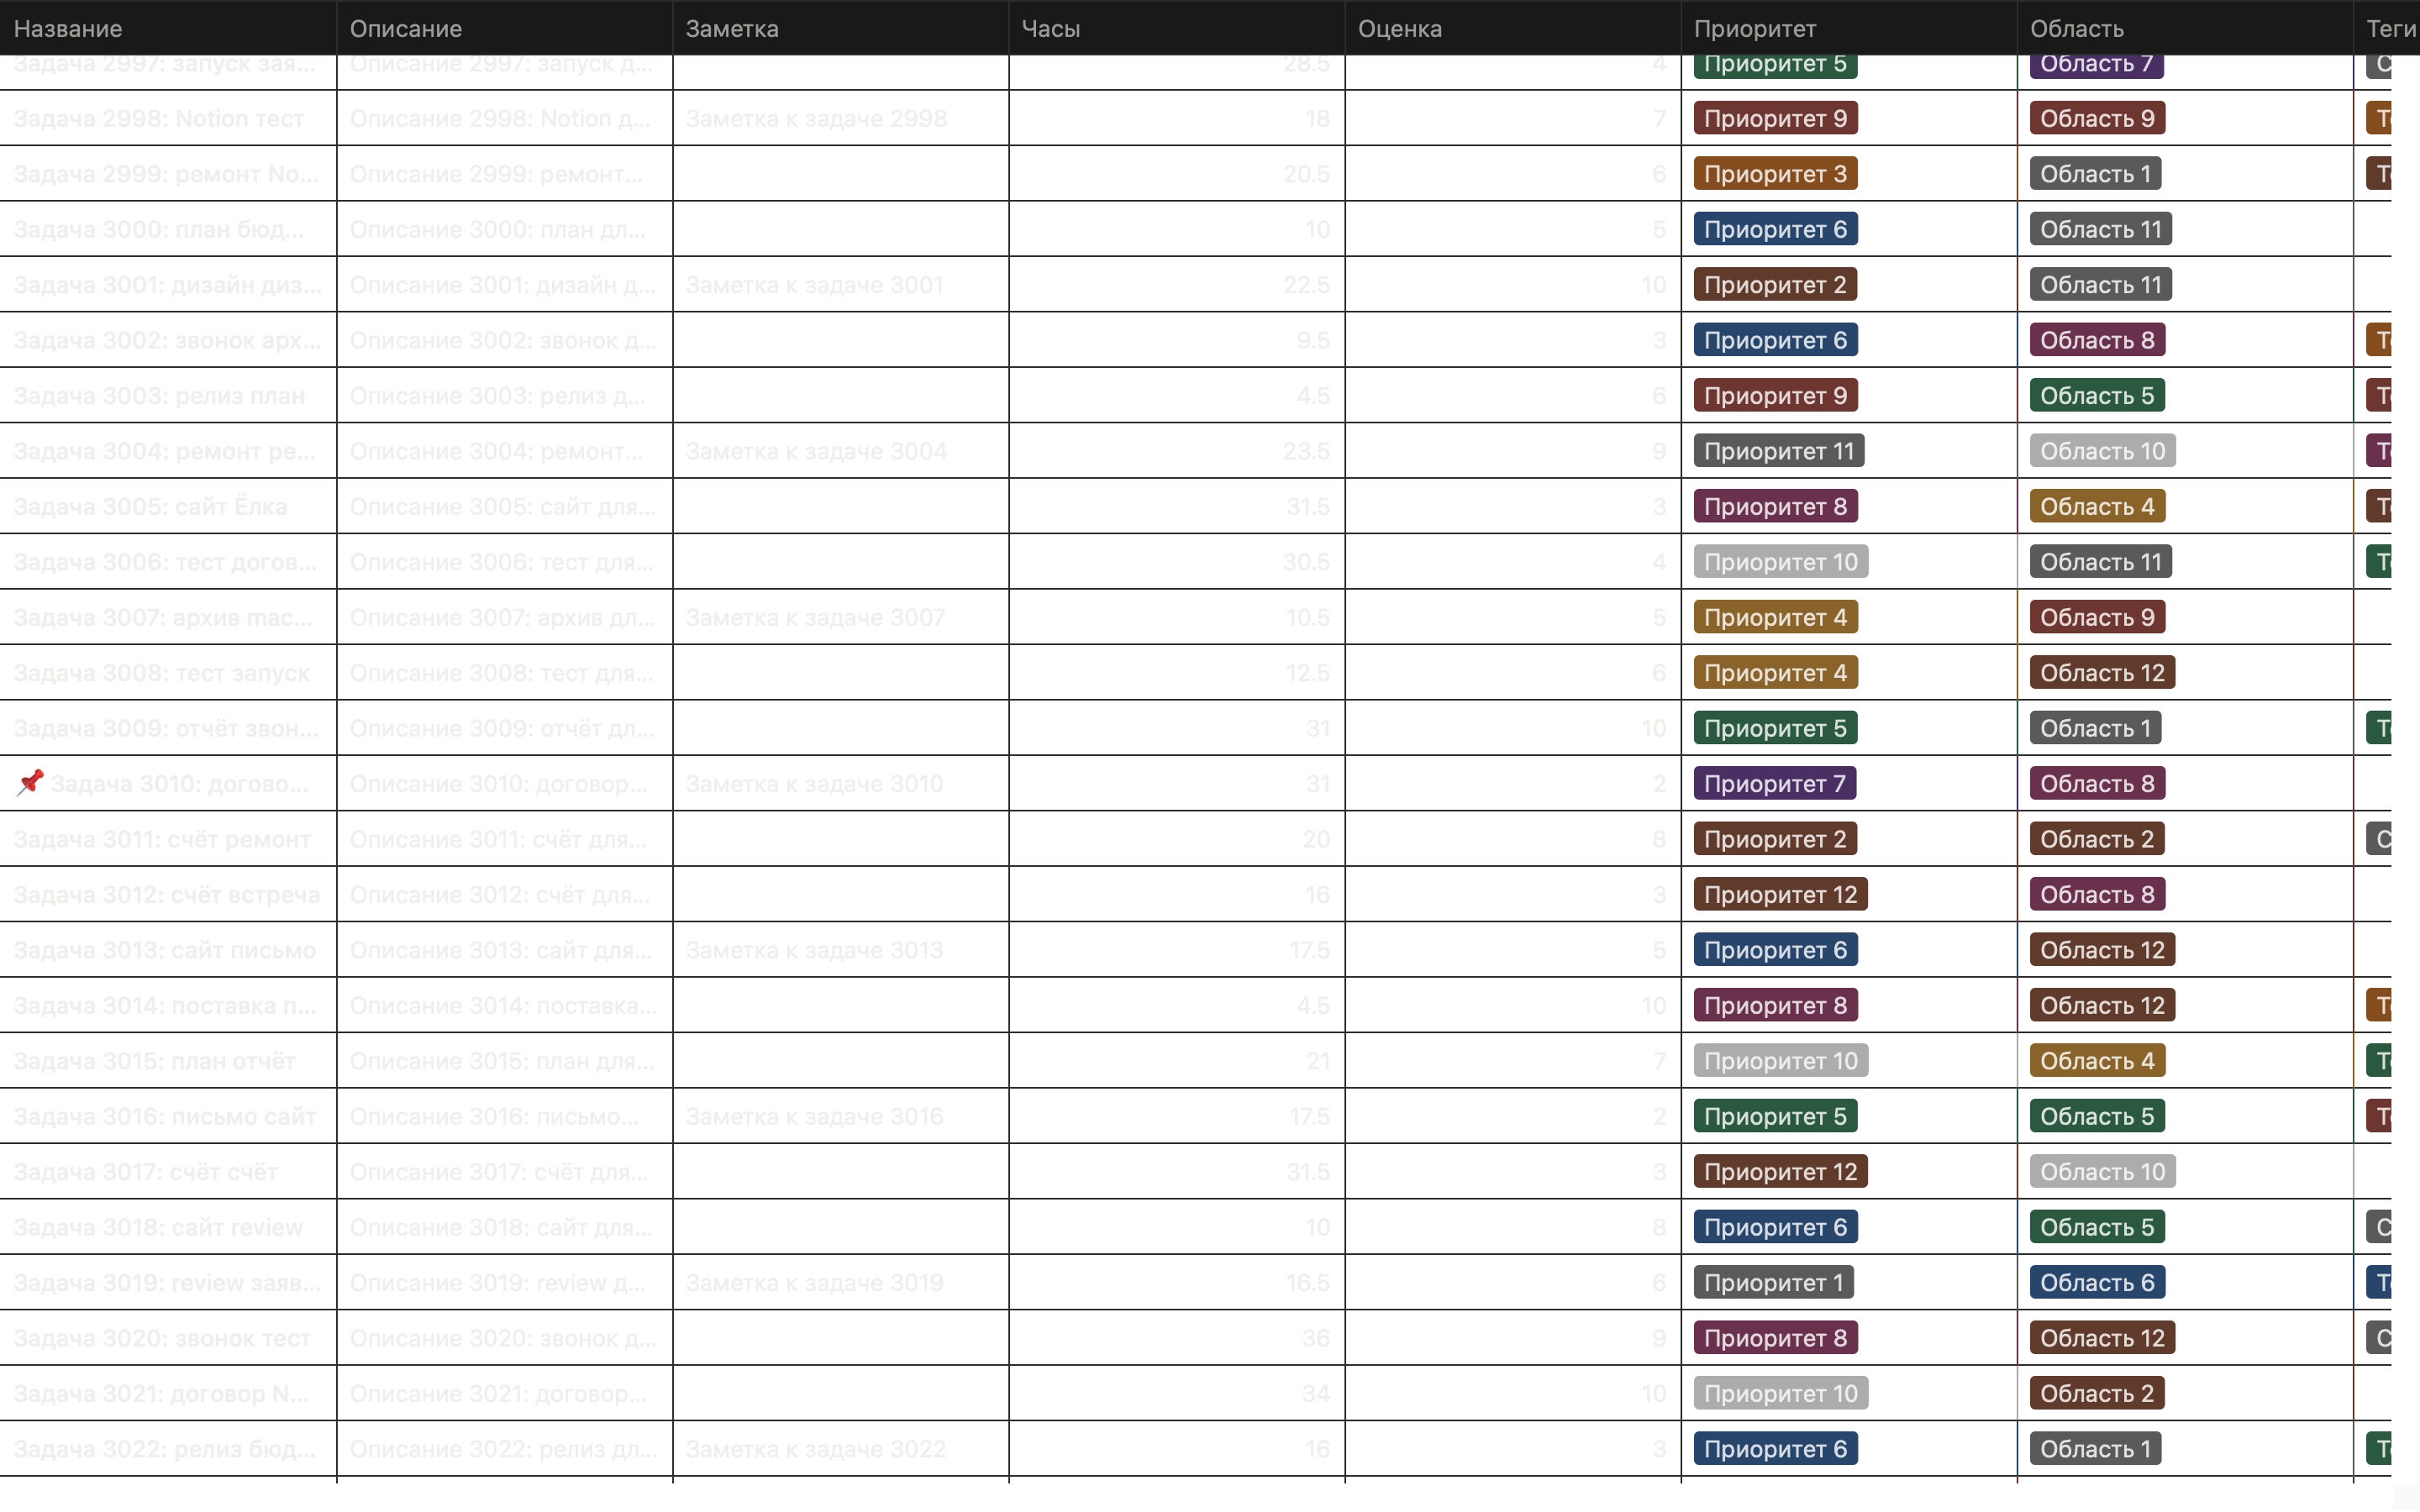 Название Описание Заметка Часы Оценка Приоритет Область Теги
Задача 2997: запуск зая... Описание 2997: запуск д... 28.5 4 Приоритет 5 Область 7
Задача 2998: Notion тест Описание 2998: Notion д... Заметка к задаче 2998 18 7 Приоритет 9 Область 9
Задача 2999: ремонт No... Описание 2999: ремонт... 20.5 6 Приоритет 3 Область 1
Задача 3000: план бюд... Описание 3000: план дл... 10 5 Приоритет 6 Область 11
Задача 3001: дизайн диз... Описание 3001: дизайн д... Заметка к задаче 3001 22.5 10 Приоритет 2 Область 11
Задача 3002: звонок арх... Описание 3002: звонок д... 9.5 3 Приоритет 6 Область 8
Задача 3003: релиз план Описание 3003: релиз д... 4.5 6 Приоритет 9 Область 5
Задача 3004: ремонт ре... Описание 3004: ремонт... Заметка к задаче 3004 23.5 9 Приоритет 11 Область 10
Задача 3005: сайт Ёлка Описание 3005: сайт для... 31.5 3 Приоритет 8 Область 4
Задача 3006: тест догов... Описание 3006: тест для... 30.5 4 Приоритет 10 Область 11
Задача 3007: архив mac... Описание 3007: архив дл... Заметка к задаче 3007 10.5 5 Приоритет 4 Область 9
Задача 3008: тест запуск Описание 3008: тест для... 12.5 6 Приоритет 4 Область 12
Задача 3009: отчёт звон... Описание 3009: отчёт дл... 31 10 Приоритет 5 Область 1
📌 Задача 3010: догово... Описание 3010: договор... Заметка к задаче 3010 31 2 Приоритет 7 Область 8
Задача 3011: счёт ремонт Описание 3011: счёт для... 20 8 Приоритет 2 Область 2
Задача 3012: счёт встреча Описание 3012: счёт для... 16 3 Приоритет 12 Область 8
Задача 3013: сайт письмо Описание 3013: сайт для... Заметка к задаче 3013 17.5 5 Приоритет 6 Область 12
Задача 3014: поставка п... Описание 3014: поставка... 4.5 10 Приоритет 8 Область 12
Задача 3015: план отчёт Описание 3015: план для... 21 7 Приоритет 10 Область 4
Задача 3016: письмо сайт Описание 3016: письмо... Заметка к задаче 3016 17.5 2 Приоритет 5 Область 5
Задача 3017: счёт счёт Описание 3017: счёт для... 31.5 3 Приоритет 12 Область 10
Задача 3018: сайт review Описание 3018: сайт для... 10 8 Приоритет 6 Область 5
Задача 3019: review заяв... Описание 3019: review д... Заметка к задаче 3019 16.5 6 Приоритет 1 Область 6
Задача 3020: звонок тест Описание 3020: звонок д... 36 9 Приоритет 8 Область 12
Задача 3021: договор N... Описание 3021: договор... 34 10 Приоритет 10 Область 2
Задача 3022: релиз бюд... Описание 3022: релиз дл... Заметка к задаче 3022 16 3 Приоритет 6 Область 1